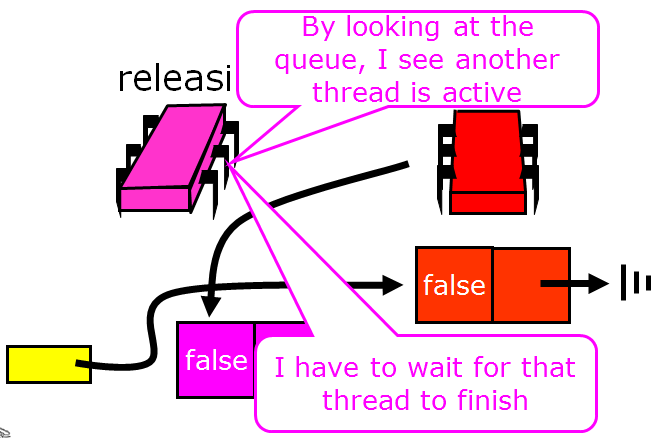 By looking at the
queue, I see another
thread is active
releasi
false
false
I have to wait for that
thread to finish